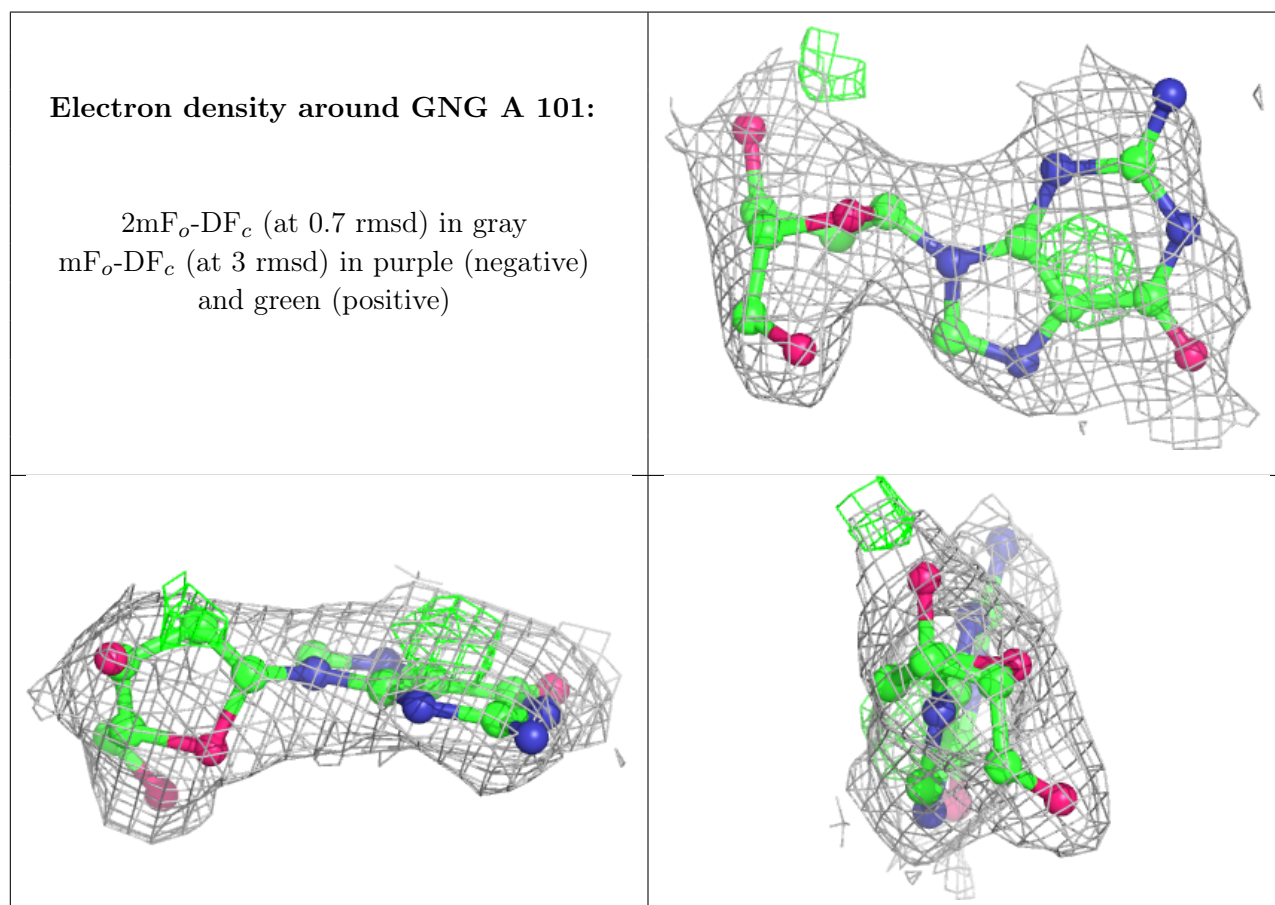 Electron density around GNG A 101:
2mFo-DFc (at 0.7 rmsd) in gray
mFo-DFc (at 3 rmsd) in purple (negative)
and green (positive)